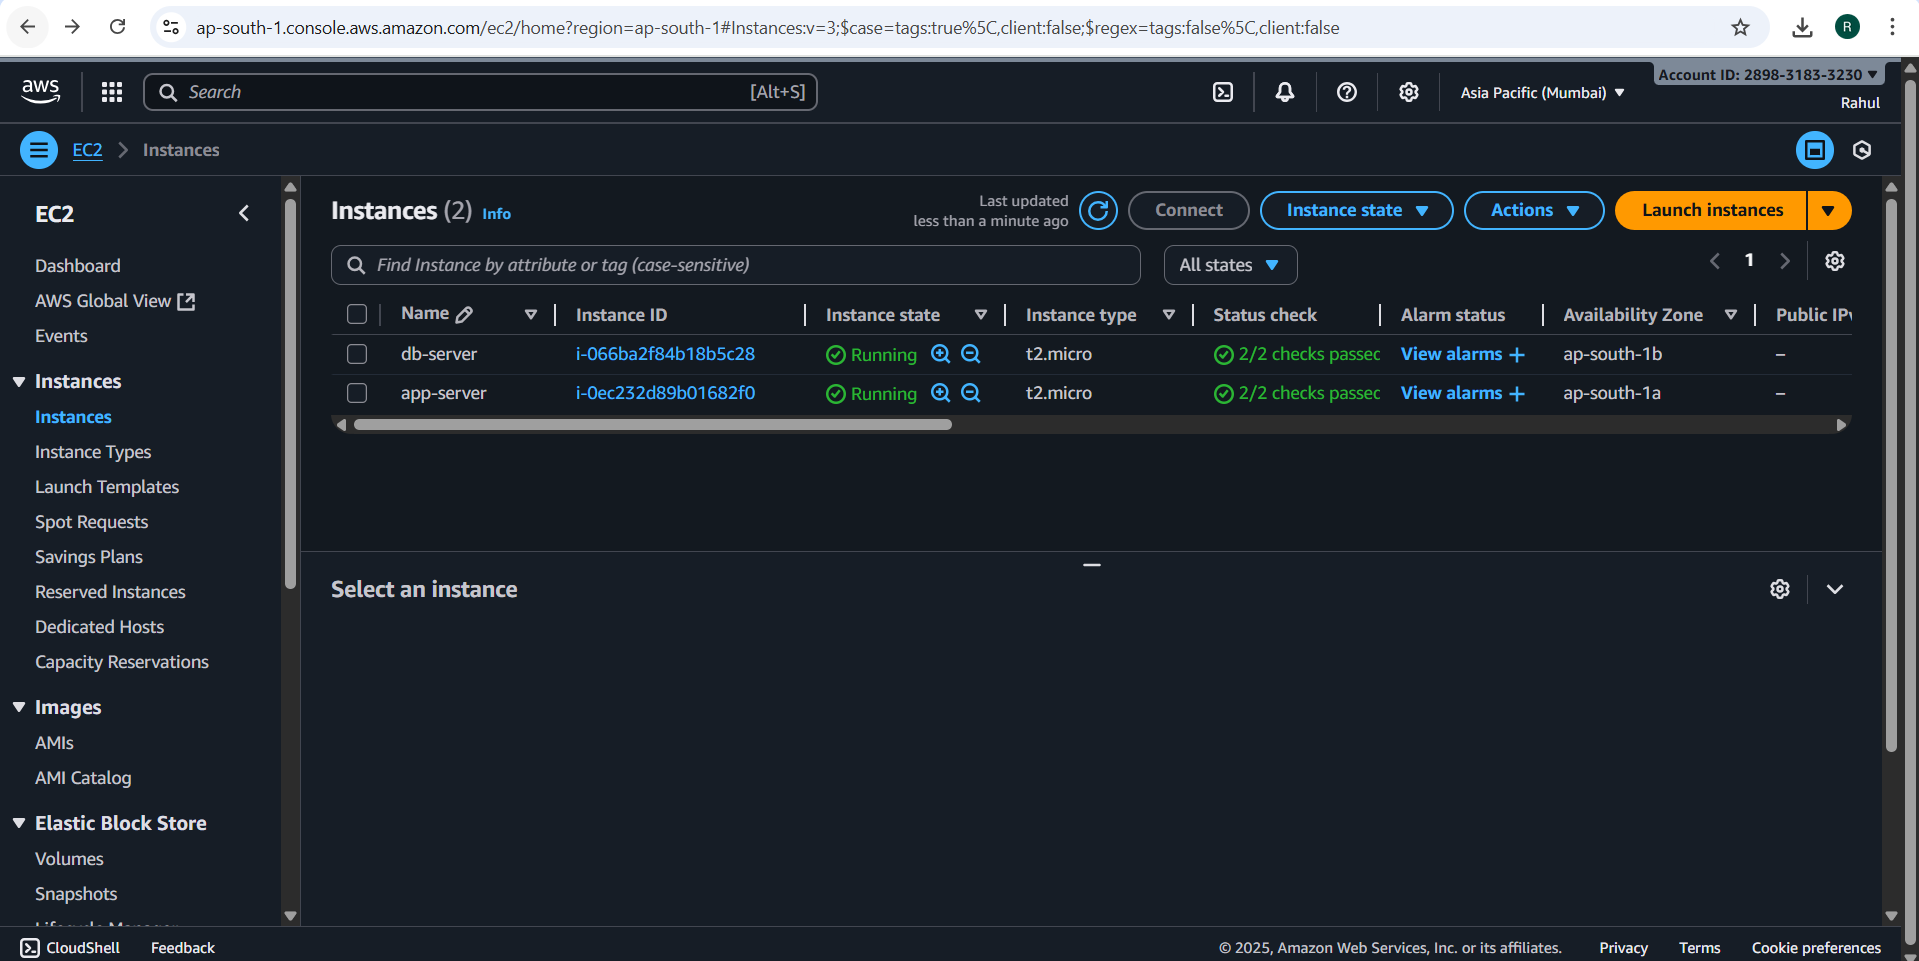 ap-south-1.console.aws.amazon.com/ec2/home?region=ap-south-1#Instances:v=3;$case=tags:true%5C,client:false;$regex=tags:false%5C,client:false
R
aws
Search
[Alt+S]
Asia Pacific (Mumbai)
Account ID: 2898-3183-3230
Rahul
EC2
Instances
EC2
Dashboard
AWS Global View
Events
Instances
Instances
Instance Types
Launch Templates
Spot Requests
Savings Plans
Reserved Instances
Dedicated Hosts
Capacity Reservations
Images
AMIs
AMI Catalog
Elastic Block Store
Volumes
Snapshots
Lifecycle Manager
Instances (2) Info
Last updated
less than a minute ago
Connect
Instance state
Actions
Launch instances
Find Instance by attribute or tag (case-sensitive)
All states
1
Name Instance ID Instance state Instance type Status check Alarm status Availability Zone Public IPv
db-server i-066ba2f84b18b5c28 Running t2.micro 2/2 checks passed View alarms + ap-south-1b –
app-server i-0ec232d89b01682f0 Running t2.micro 2/2 checks passed View alarms + ap-south-1a –
Select an instance
CloudShell
Feedback
© 2025, Amazon Web Services, Inc. or its affiliates.
Privacy
Terms
Cookie preferences